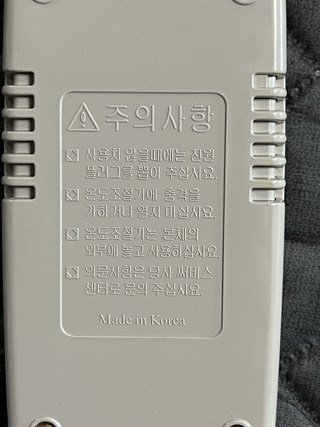 주의사항
사용치 않을때에는 전원
플러그를 뽑아 주십시요.
온도조절기에 충격을
가하거나 열지 마십시요.
온도조절기는 본체의
외부에 놓고 사용하십시요.
의문사항은 당사 써비스
센타로 문의 주십시요.
Made in Korea